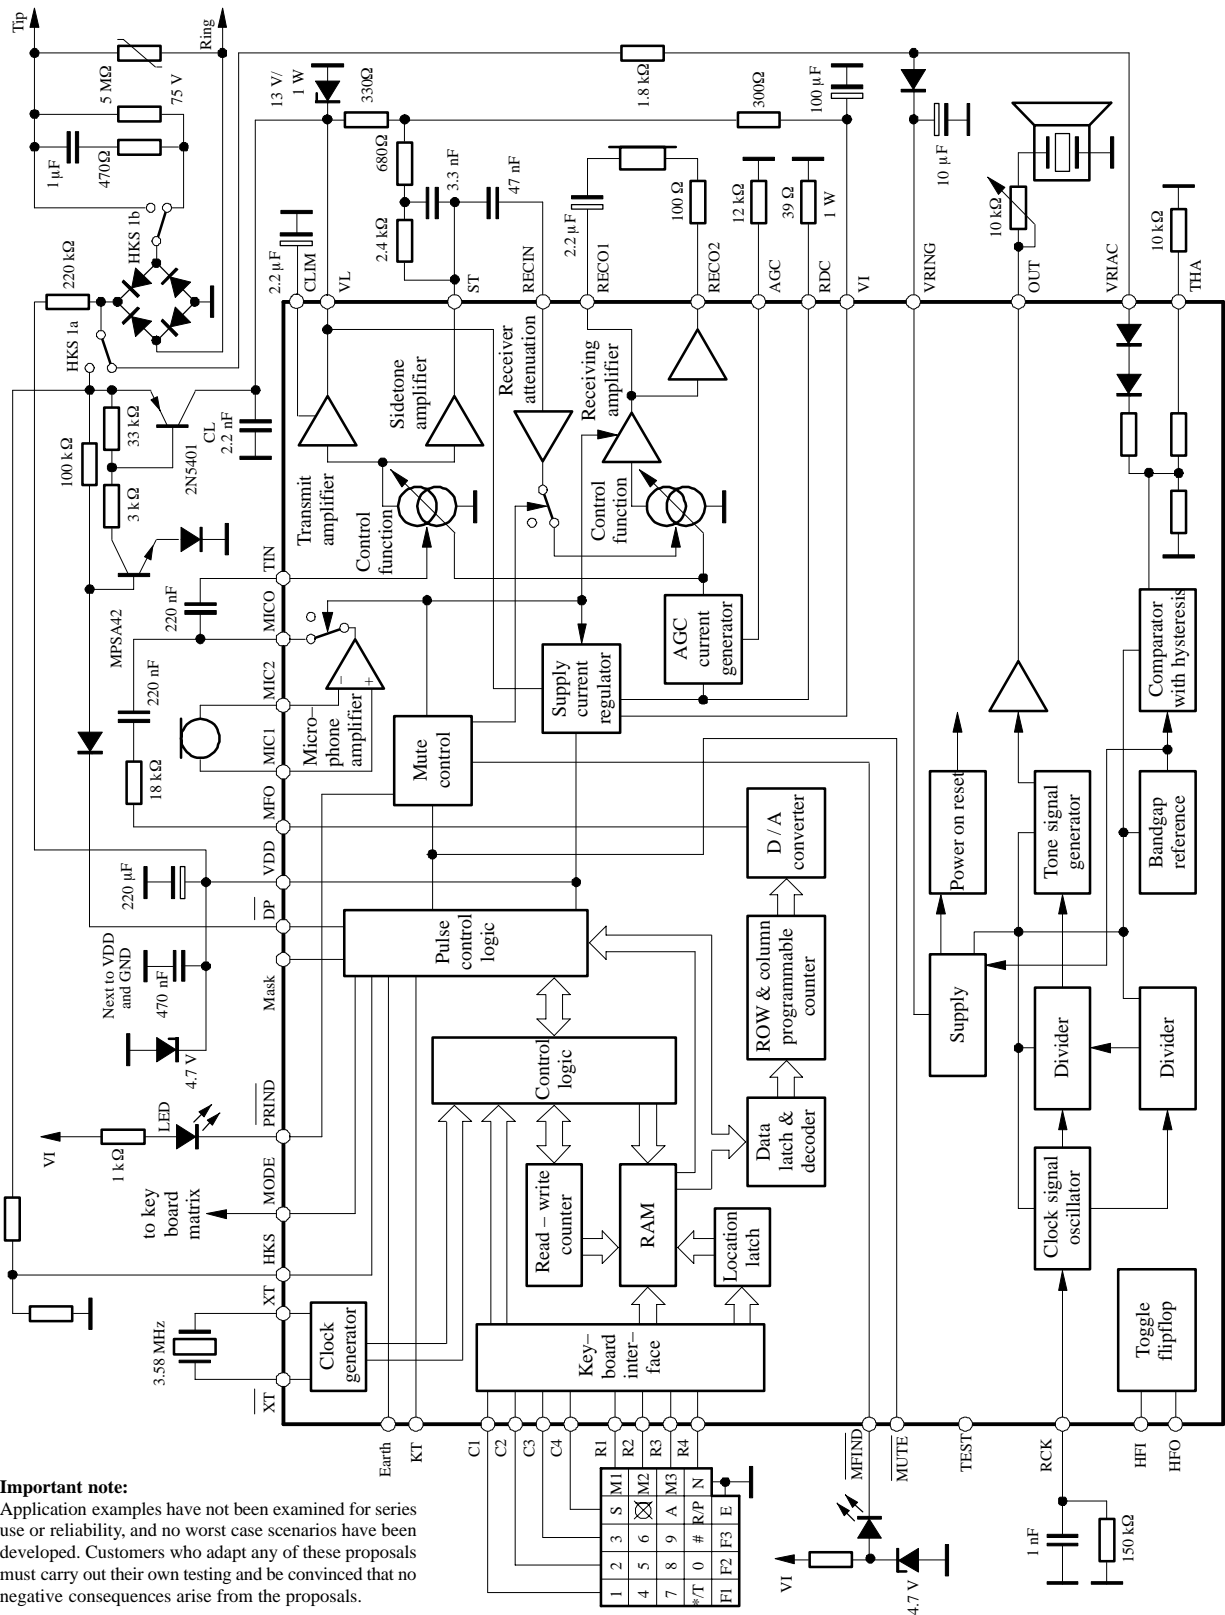 Tip
Ring
5 MΩ
75 V
1 µF
470Ω
HKS 1b
220 kΩ
HKS 1a
13 V/
1 W
330Ω
680Ω
2.4 kΩ
3.3 nF
47 nF
1.8 kΩ
300Ω
100 µF
10 µF
2.2 µF
100 Ω
12 kΩ
39 Ω
1 W
10 kΩ
10 kΩ
2.2 µF
CLIM
VL
ST
RECIN
RECO1
RECO2
AGC
RDC
VI
VRING
OUT
VRIAC
THA
100 kΩ
33 kΩ
3 kΩ
2N5401
CL
2.2 nF
MPSA42
220 nF
220 nF
18 kΩ
TIN
MICO
MIC2
MIC1
MFO
VDD
DP
Mask
PRIND
MODE
HKS
XT
XT
220 µF
Next to VDD
and GND
470 nF
4.7 V
LED
VI
1 kΩ
to key
board
matrix
3.58 MHz
Transmit
amplifier
Sidetone
amplifier
Control
function
Receiver
attenuation
Receiving
amplifier
Control
function
Micro–
phone
amplifier
Mute
control
Supply
current
regulator
AGC
current
generator
D / A
converter
Pulse
control
logic
ROW & column
programmable
counter
Control
logic
Data
latch &
decoder
Read – write
counter
RAM
Location
latch
Clock
generator
Key–
board
inter–
face
Comparator
with hysteresis
Bandgap
reference
Power on reset
Tone signal
generator
Supply
Divider
Divider
Clock signal
oscillator
Toggle
flipflop
Earth
KT
C1
C2
C3
C4
R1
R2
R3
R4
MFIND
MUTE
TEST
RCK
HFI
HFO
1 2 3 S M1
4 5 6 M2
7 8 9 A M3
*/T 0 # R/P N
F1 F2 F3 E
VI
4.7 V
1 nF
150 kΩ
Important note:
Application examples have not been examined for series
use or reliability, and no worst case scenarios have been
developed. Customers who adapt any of these proposals
must carry out their own testing and be convinced that no
negative consequences arise from the proposals.